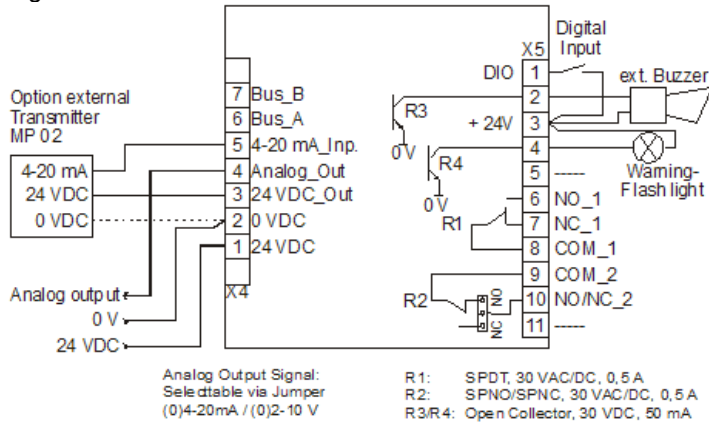 Digital
Input
X5
DIO 1
ext. Buzzer
2
R3
+ 24V 3
0 V
4
R4
Warning-
Flash light
5 -----
0 V
6 NO_1
R1 7 NC_1
8 COM_1
9 COM_2
R2 NO 10 NO/NC_2
NC 11 -----
7 Bus_B
6 Bus_A
5 4-20 mA_Inp.
4 Analog_Out
3 24 VDC_Out
2 0 VDC
1 24 VDC
X4
Option external
Transmitter
MP 02
4-20 mA
24 VDC
0 VDC
Analog output
0 V
24 VDC
Analog Output Signal:
Selecttable via Jumper
(0)4-20mA / (0)2-10 V
R1: SPDT, 30 VAC/DC, 0,5 A
R2: SPNO/SPNC, 30 VAC/DC, 0,5 A
R3/R4: Open Collector, 30 VDC, 50 mA